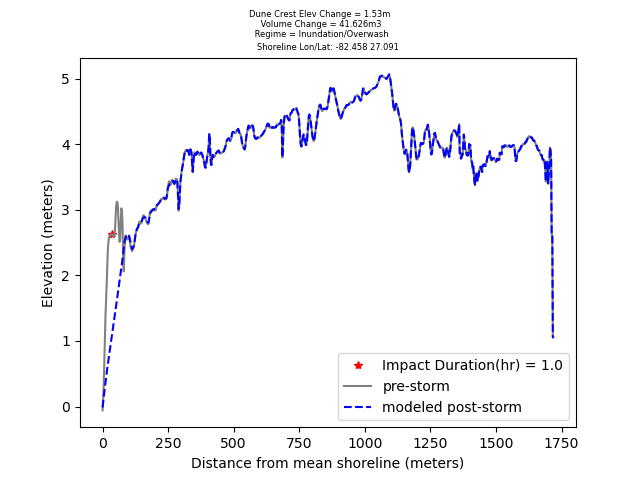 Dune Crest Elev Change = 1.53m
Volume Change = 41.626m3
Regime = Inundation/Overwash
Shoreline Lon/Lat: -82.458 27.091
5
4
3
2
1
0
Elevation (meters)
Impact Duration(hr) = 1.0
pre-storm
modeled post-storm
0 250 500 750 1000 1250 1500 1750
Distance from mean shoreline (meters)